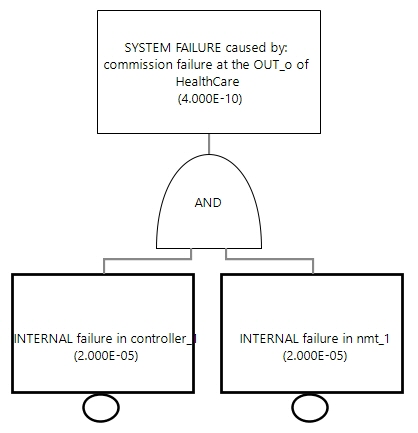 SYSTEM FAILURE caused by:
commission failure at the OUT_o of
HealthCare
(4.000E-10)
AND
INTERNAL failure in controller_1
(2.000E-05)
INTERNAL failure in nmt_1
(2.000E-05)